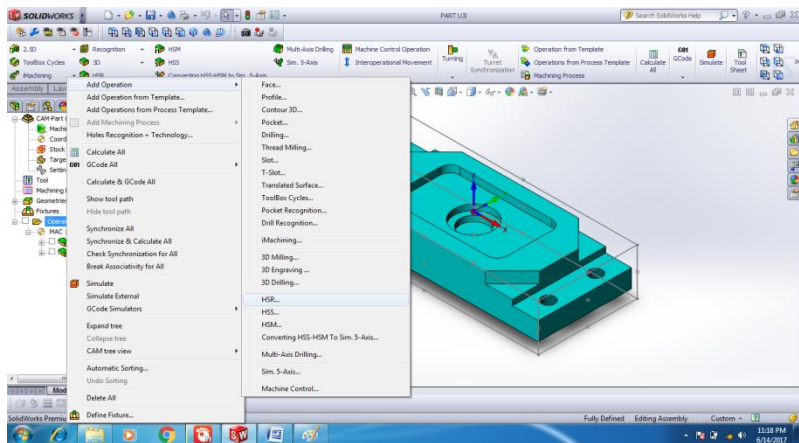 SOLIDWORKS
PART U3I
Search SolidWorks Help
2.5D
Recognition
HSM
Multi-Axis Drilling
Machine Control Operation
Turning
Turret Synchronization
Operation from Template
Calculate All
G01
GCode
Simulate
Tool Sheet
ToolBox Cycles
3D
HSS
Sim. 5-Axis
Interoperational Movement
Operations from Process Template
Machining
HSR
Converting HSS-HSM to Sim. 5-Axis
Machining Process
Assembly
CAM-Part
Tool
Geometries
Fixtures
MAC
Add Operation
Add Operation from Template...
Add Operations from Process Template...
Add Machining Process
Holes Recognition + Technology...
Calculate All
G01 GCode All
Calculate & GCode All
Show tool path
Hide tool path
Synchronize All
Synchronize & Calculate All
Check Synchronization for All
Break Associativity for All
Simulate
Simulate External
GCode Simulators
Expand tree
Collapse tree
CAM tree view
Automatic Sorting...
Undo Sorting
Delete All
Define Fixture...
Face...
Profile...
Contour 3D...
Pocket...
Drilling...
Thread Milling...
Slot...
T-Slot...
Translated Surface...
ToolBox Cycles...
Pocket Recognition...
Drill Recognition...
iMachining...
3D Milling...
3D Engraving ...
3D Drilling...
HSR...
HSS...
HSM...
Converting HSS-HSM To Sim. 5-Axis...
Multi-Axis Drilling...
Sim. 5-Axis...
Machine Control...
X
SolidWorks Premiu
Fully Defined
Editing Assembly
Custom
11:18 PM
6/14/2017